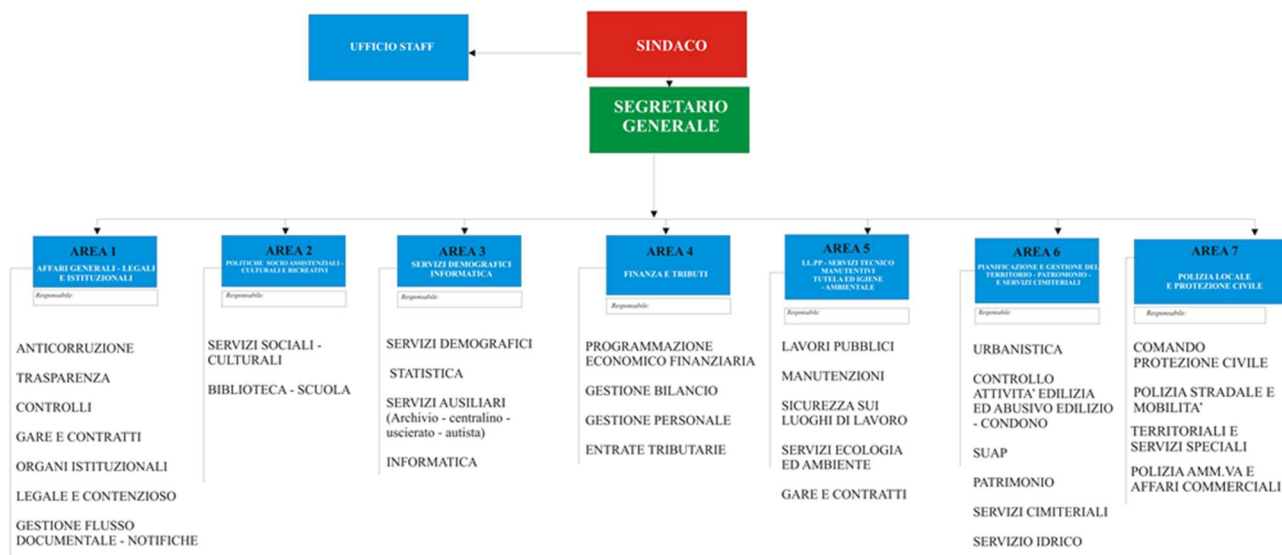 UFFICIO STAFF
SINDACO
SEGRETARIO
GENERALE
AREA 1
AFFARI GENERALI - LEGALI
E ISTITUZIONALI
Responsabile:
ANTICORRUZIONE
TRASPARENZA
CONTROLLI
GARE E CONTRATTI
ORGANI ISTITUZIONALI
LEGALE E CONTENZIOSO
GESTIONE FLUSSO
DOCUMENTALE - NOTIFICHE
AREA 2
POLITICHE SOCIO ASSISTENZIALI -
CULTURALI E RICREATIVI
Responsabile:
SERVIZI SOCIALI -
CULTURALI
BIBLIOTECA - SCUOLA
AREA 3
SERVIZI DEMOGRAFICI
INFORMATICA
Responsabile:
SERVIZI DEMOGRAFICI
STATISTICA
SERVIZI AUSILIARI
(Archivio - centralino -
uscierato - autista)
INFORMATICA
AREA 4
FINANZA E TRIBUTI
Responsabile:
PROGRAMMAZIONE
ECONOMICO FINANZIARIA
GESTIONE BILANCIO
GESTIONE PERSONALE
ENTRATE TRIBUTARIE
AREA 5
LL.PP - SERVIZI TECNICO
MANUTENTIVI
TUTELA ED IGIENE
- AMBIENTALE
Responsabile:
LAVORI PUBBLICI
MANUTENZIONI
SICUREZZA SUI
LUOGHI DI LAVORO
SERVIZI ECOLOGIA
ED AMBIENTE
GARE E CONTRATTI
AREA 6
PIANIFICAZIONE E GESTIONE DEL
TERRITORIO - PATROMONIO -
E SERVIZI CIMITERIALI
Responsabile:
URBANISTICA
CONTROLLO
ATTIVITA' EDILIZIA
ED ABUSIVO EDILIZIO
- CONDONO
SUAP
PATRIMONIO
SERVIZI CIMITERIALI
SERVIZIO IDRICO
AREA 7
POLIZIA LOCALE
E PROTEZIONE CIVILE
Responsabile:
COMANDO
PROTEZIONE CIVILE
POLIZIA STRADALE E
MOBILITA'
TERRITORIALI E
SERVIZI SPECIALI
POLIZIA AMM.VA E
AFFARI COMMERCIALI